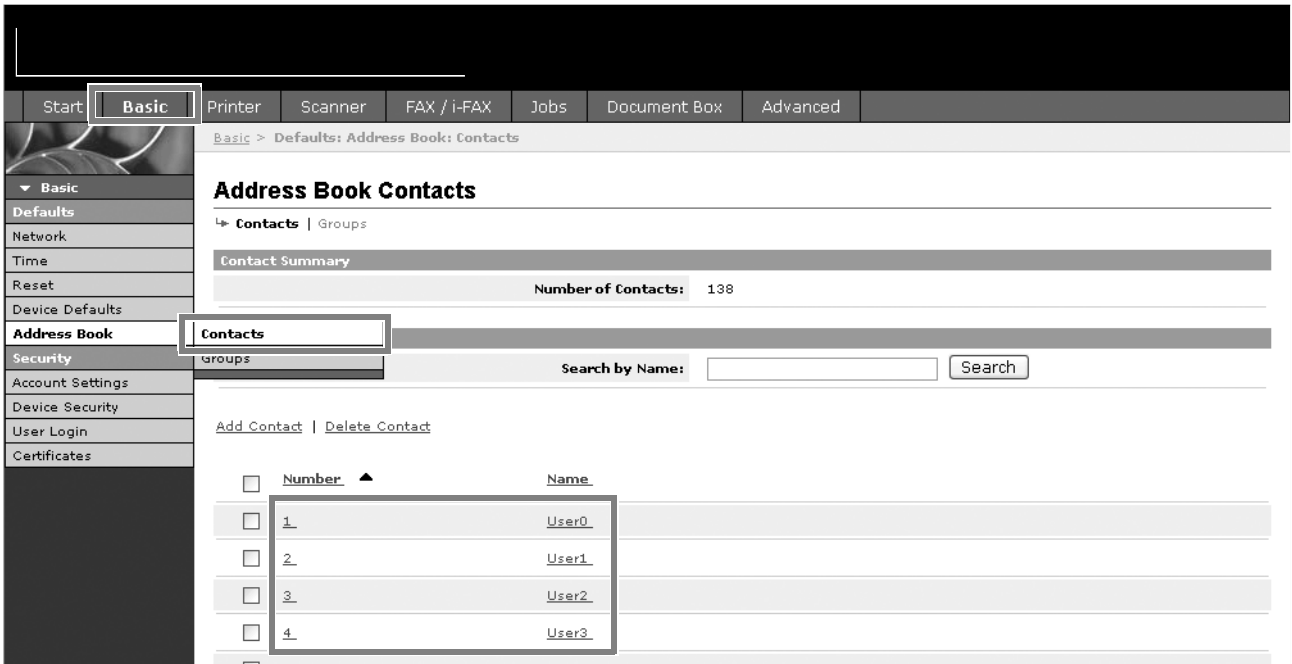 Start Basic Printer Scanner FAX / i-FAX Jobs Document Box Advanced
Basic > Defaults: Address Book: Contacts
Basic
Defaults
Network
Time
Reset
Device Defaults
Address Book
Security
Account Settings
Device Security
User Login
Certificates
Contacts
Groups
Address Book Contacts
Contacts | Groups
Contact Summary
Number of Contacts: 138
Search by Name: Search
Add Contact | Delete Contact
Number Name
1 User0
2 User1
3 User2
4 User3